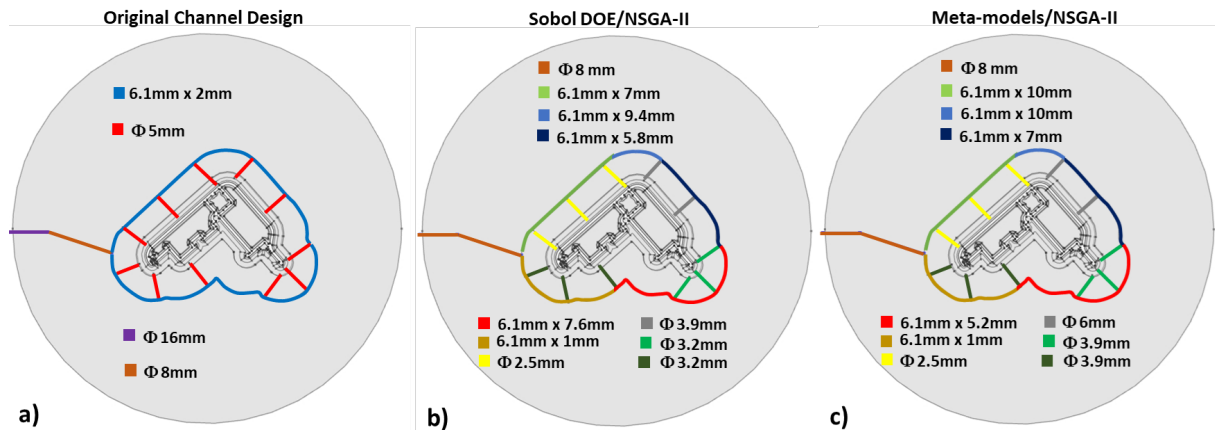 Original Channel Design
6.1mm x 2mm
Φ5mm
Φ16mm
Φ8mm
a)
Sobol DOE/NSGA-II
Φ8 mm
6.1mm x 7mm
6.1mm x 9.4mm
6.1mm x 5.8mm
6.1mm x 7.6mm
6.1mm x 1mm
Φ2.5mm
Φ3.9mm
Φ3.2mm
Φ3.2mm
b)
Meta-models/NSGA-II
Φ8 mm
6.1mm x 10mm
6.1mm x 10mm
6.1mm x 7mm
6.1mm x 5.2mm
6.1mm x 1mm
Φ2.5mm
Φ6mm
Φ3.9mm
Φ3.9mm
c)